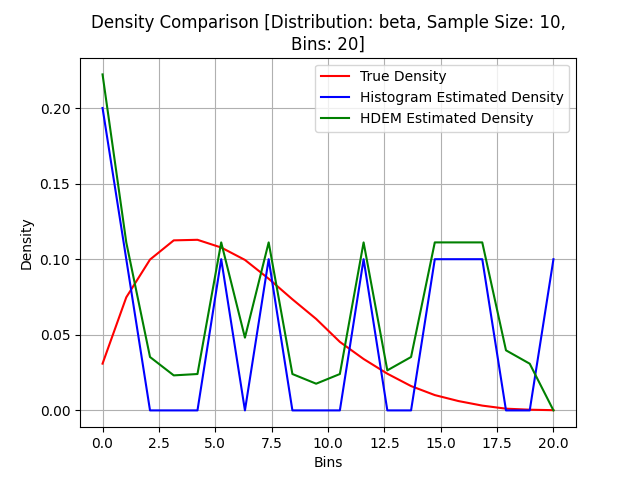 Density Comparison [Distribution: beta, Sample Size: 10,
Bins: 20]
True Density
Histogram Estimated Density
HDEM Estimated Density
Density
0.20
0.15
0.10
0.05
0.00
0.0 2.5 5.0 7.5 10.0 12.5 15.0 17.5 20.0
Bins